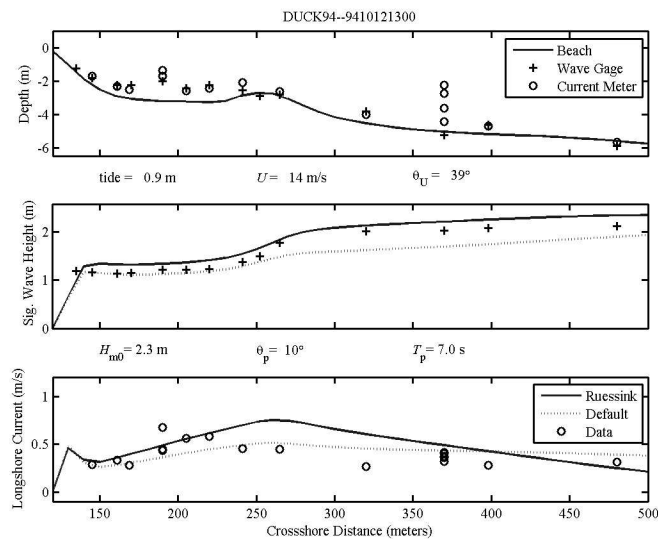 DUCK94--9410121300
Depth (m)
0
-2
-4
-6
Beach
Wave Gage
Current Meter
tide = 0.9 m
U = 14 m/s
θU = 39°
Sig. Wave Height (m)
2
1
0
Hm0 = 2.3 m
θp = 10°
Tp = 7.0 s
Longshore Current (m/s)
1
0.5
0
Ruessink
Default
Data
150 200 250 300 350 400 450 500
Crossshore Distance (meters)